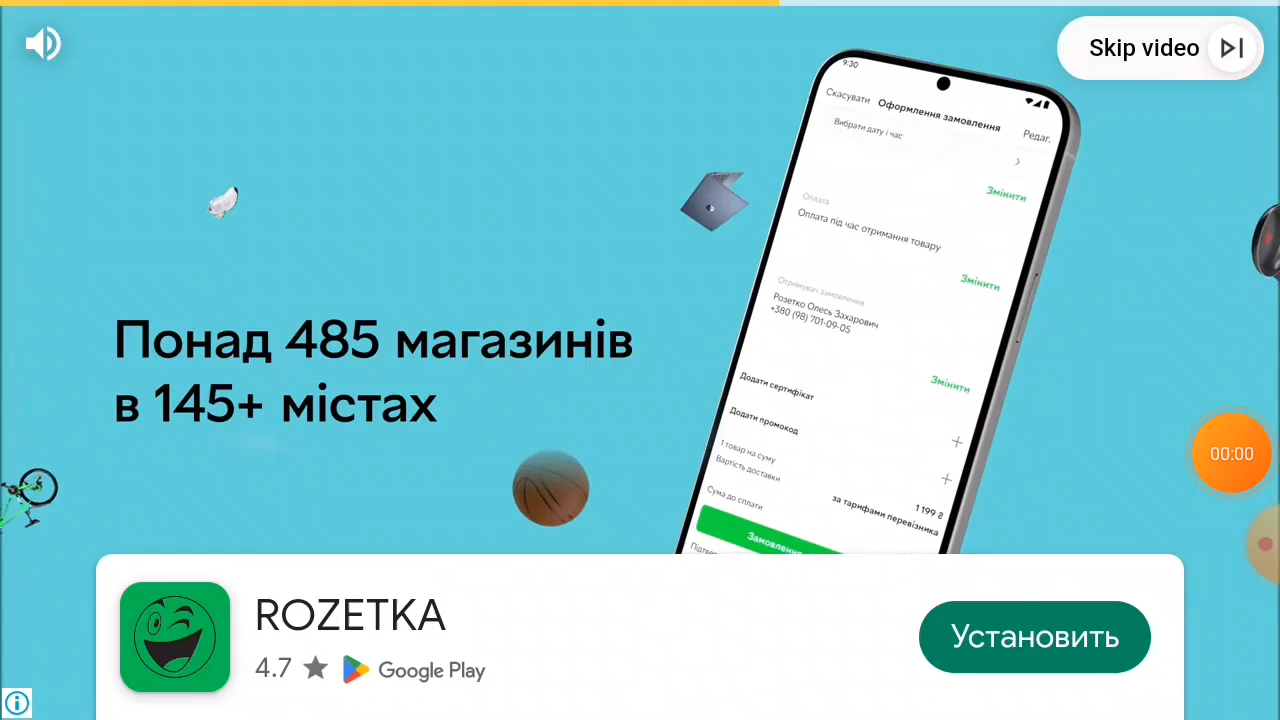 Skip video
9:30
Скасувати Оформлення замовлення Редаг.
Вибрати дату і час
Змінити
Оплата
Оплата під час отримання товару
Змінити
Отримувач замовлення
Розетко Олесь Захарович
+380 (98) 701-09-05
Змінити
Додати сертифікат
Додати промокод
1 товар на суму 1 199 ₴
Вартість доставки за тарифами перевізника
Сума до сплати
Понад 485 магазинів
в 145+ містах
00:00
ROZETKA
4.7 ★ Google Play
Установить